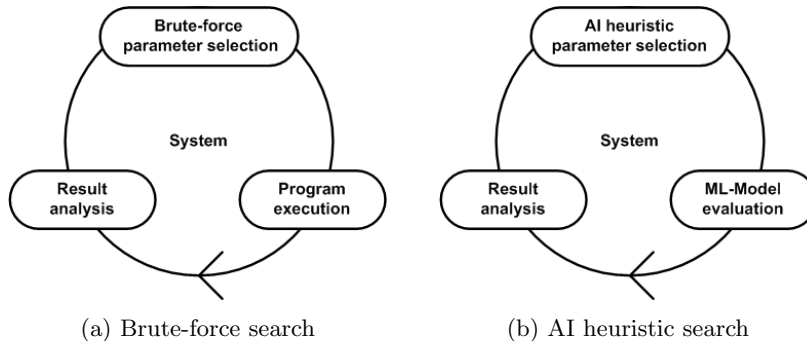 Brute-force
parameter selection
System
Result
analysis
Program
execution
(a) Brute-force search
AI heuristic
parameter selection
System
Result
analysis
ML-Model
evaluation
(b) AI heuristic search